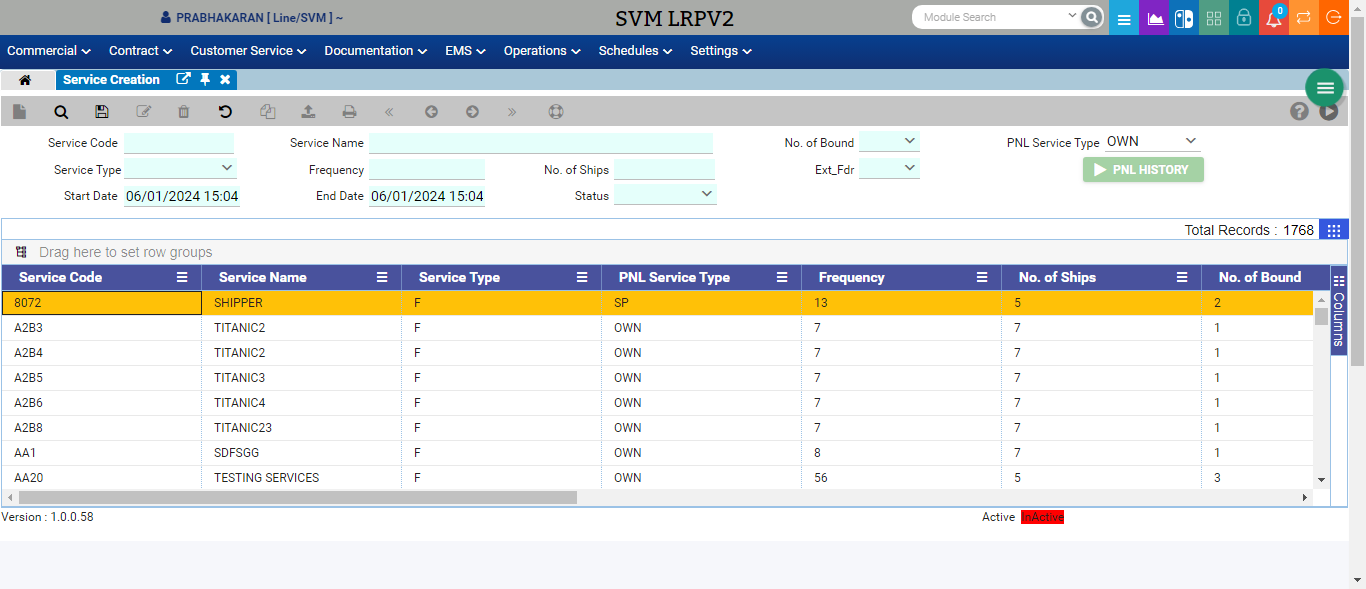 PRABHAKARAN [ Line/SVM ] ~ SVM LRPV2 Module Search 0
Commercial Contract Customer Service Documentation EMS Operations Schedules Settings
Service Creation
Service Code Service Name No. of Bound PNL Service Type OWN
Service Type Frequency No. of Ships Ext_Fdr PNL HISTORY
Start Date 06/01/2024 15:04 End Date 06/01/2024 15:04 Status
Total Records : 1768
Drag here to set row groups
Service Code Service Name Service Type PNL Service Type Frequency No. of Ships No. of Bound
Columns
8072 SHIPPER F SP 13 5 2
A2B3 TITANIC2 F OWN 7 7 1
A2B4 TITANIC2 F OWN 7 7 1
A2B5 TITANIC3 F OWN 7 7 1
A2B6 TITANIC4 F OWN 7 7 1
A2B8 TITANIC23 F OWN 7 7 1
AA1 SDFSGG F OWN 8 7 1
AA20 TESTING SERVICES F OWN 56 5 3
Version : 1.0.0.58 Active InActive